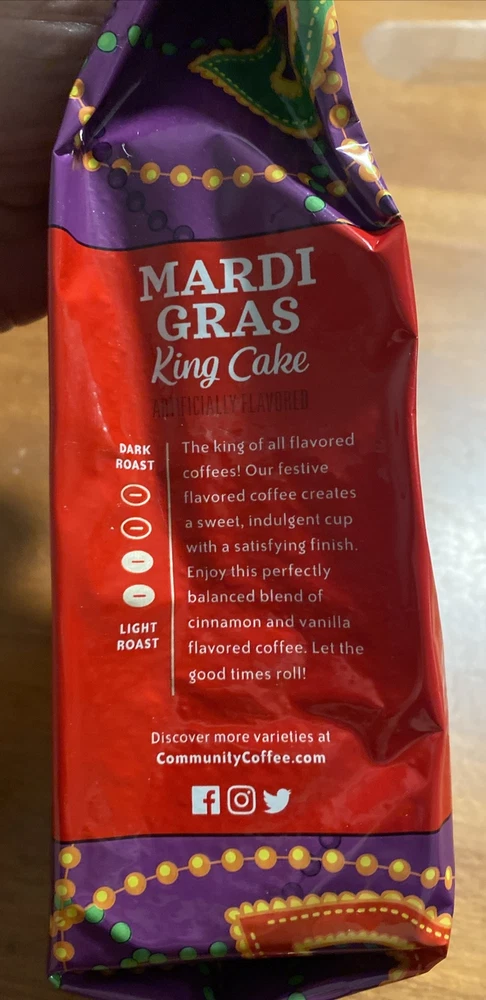 MARDI
GRAS
King Cake
ARTIFICIALLY FLAVORED
DARK
ROAST
LIGHT
ROAST
The king of all flavored
coffees! Our festive
flavored coffee creates
a sweet, indulgent cup
with a satisfying finish.
Enjoy this perfectly
balanced blend of
cinnamon and vanilla
flavored coffee. Let the
good times roll!
Discover more varieties at
CommunityCoffee.com